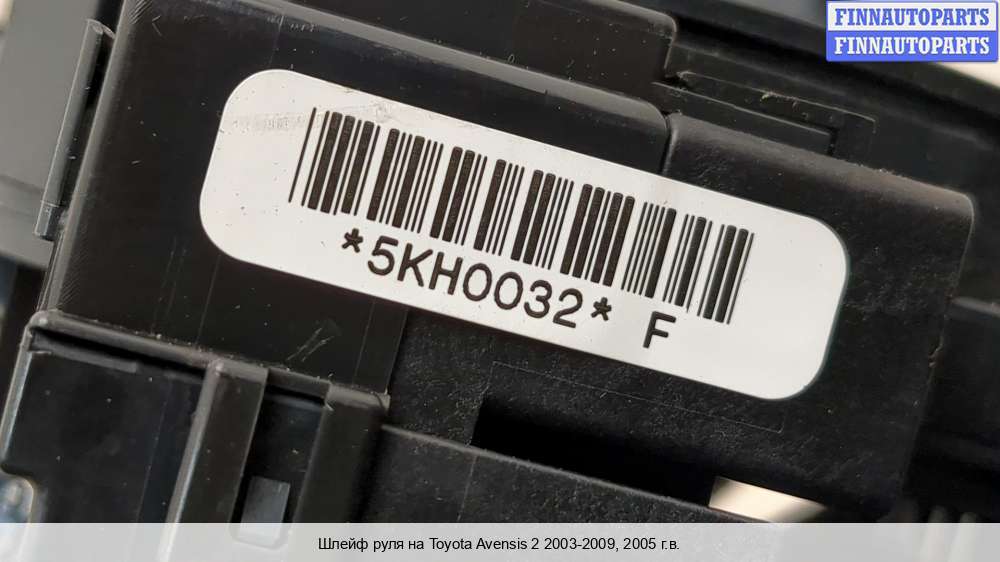 FINNAUTOPARTS
FINNAUTOPARTS
*5KH0032* F
Шлейф руля на Toyota Avensis 2 2003-2009, 2005 г.в.